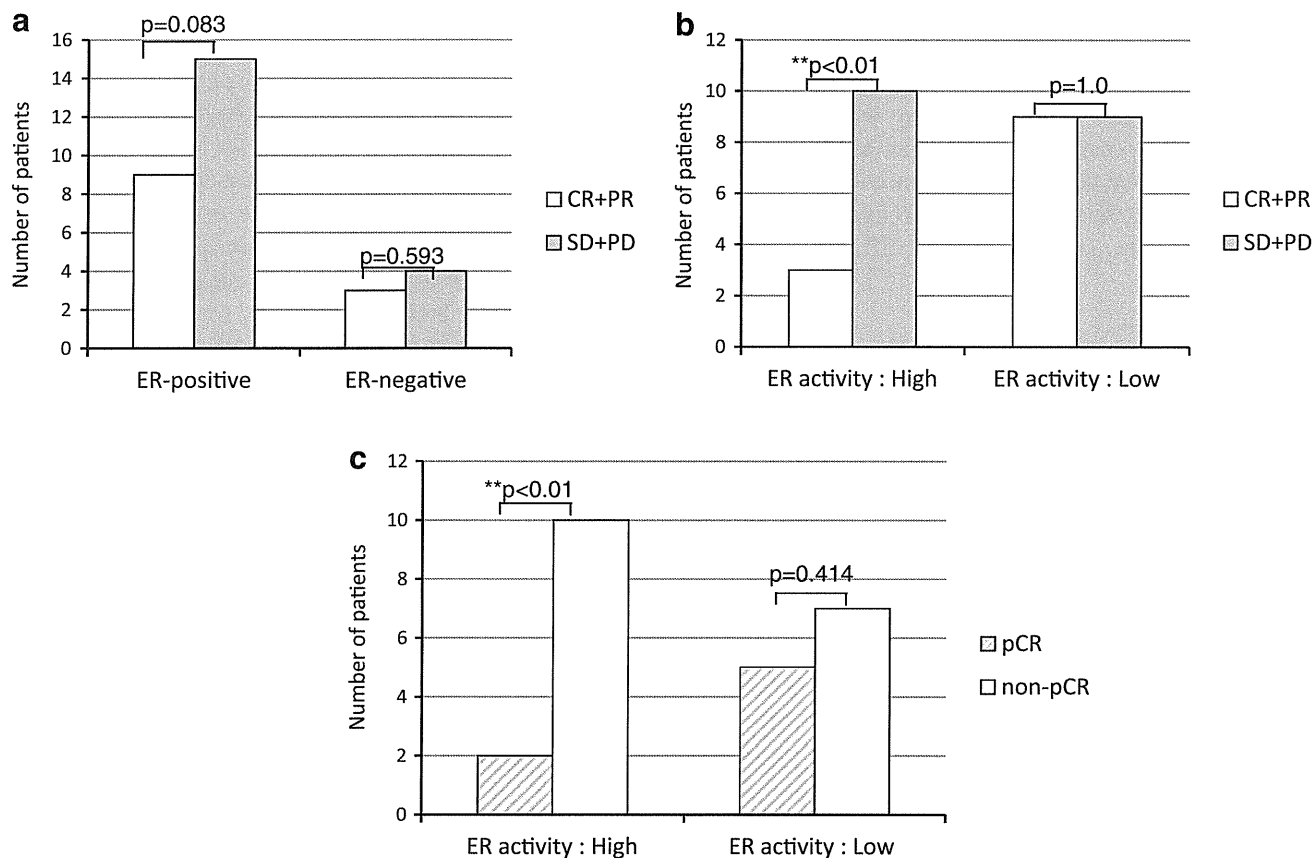 a
p=0.083
16
14
12
10
8
6
4
2
0
Number of patients
p=0.593
ER-positive
ER-negative
CR+PR
SD+PD
b
12
10
8
6
4
2
0
Number of patients
**p<0.01
p=1.0
ER activity : High
ER activity : Low
CR+PR
SD+PD
c
12
10
8
6
4
2
0
Number of patients
**p<0.01
p=0.414
ER activity : High
ER activity : Low
pCR
non-pCR